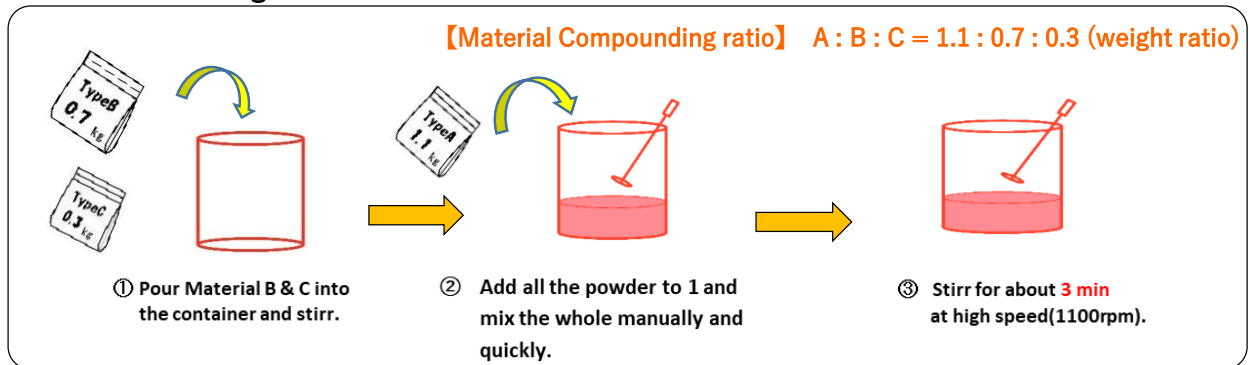 【Material Compounding ratio】 A : B : C = 1.1 : 0.7 : 0.3 (weight ratio)
TypeB
0.7 kg
TypeC
0.3 kg
TypeA
1.1 kg
① Pour Material B & C into
the container and stirr.
② Add all the powder to 1 and
mix the whole manually and
quickly.
③ Stirr for about 3 min
at high speed(1100rpm).